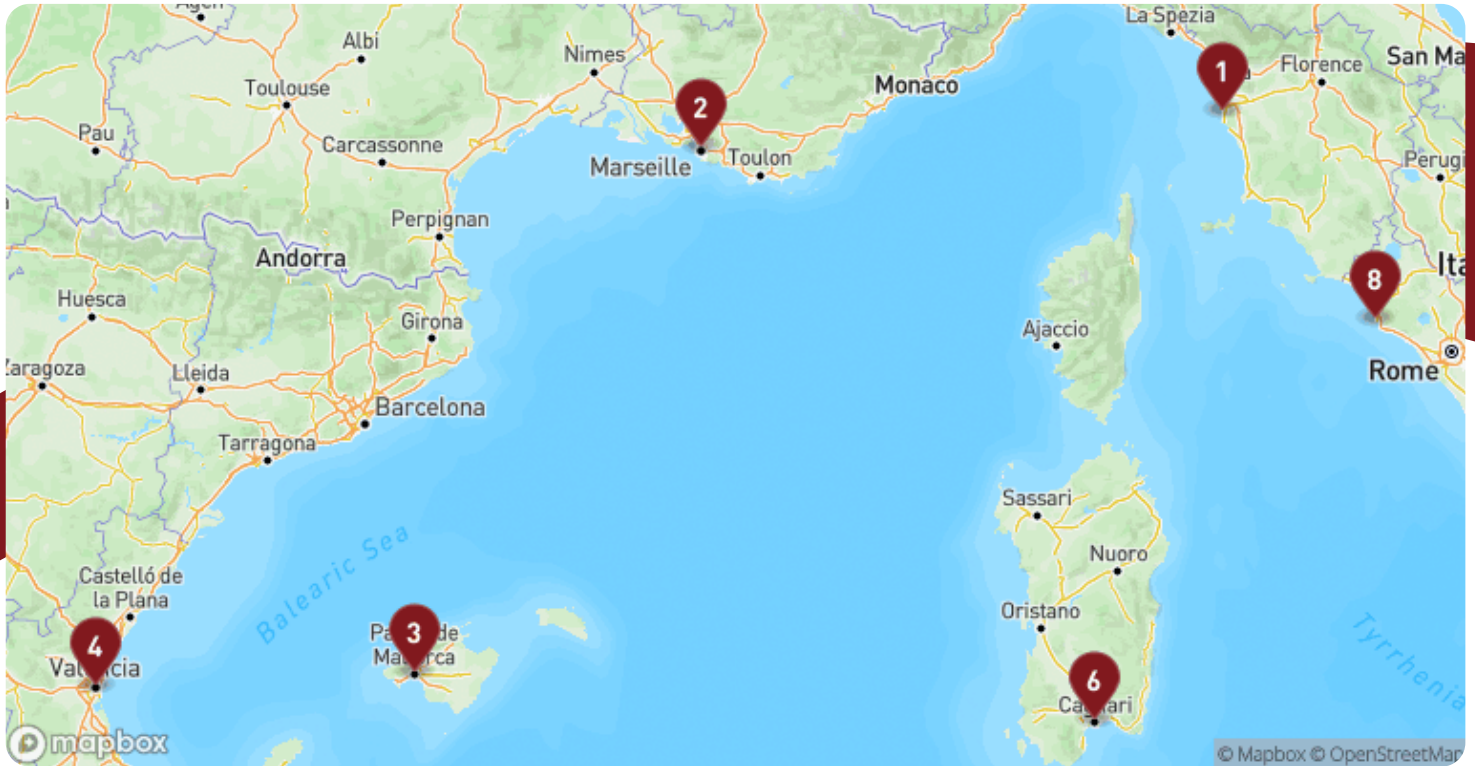 La Spezia
Albi
Nimes
1
Florence
San Ma
Toulouse
Monaco
2
Pau
Carcassonne
Marseille
Toulon
Perugi
Perpignan
Andorra
8
Ita
Huesca
Girona
Ajaccio
Zaragoza
Lleida
Rome
Barcelona
Tarragona
Sassari
Balearic Sea
Nuoro
Castelló de
la Plana
Oristano
Tyrrhenia
4
3
Valencia
Palma de
Mallorca
6
Cagliari
mapbox
© Mapbox © OpenStreetMap